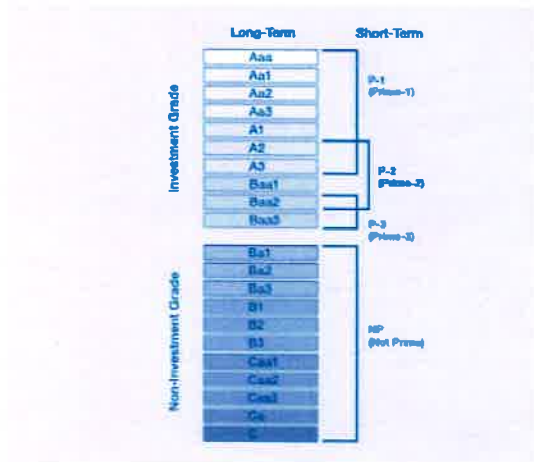 Long-Term Short-Term
Investment Grade
Aaa
Aa1
Aa2
Aa3
A1
A2
A3
Baa1
Baa2
Baa3
P-1
(Prime-1)
P-2
(Prime-2)
P-3
(Prime-3)
Non-Investment Grade
Ba1
Ba2
Ba3
B1
B2
B3
Caa1
Caa2
Caa3
Ca
C
NP
(Not Prime)